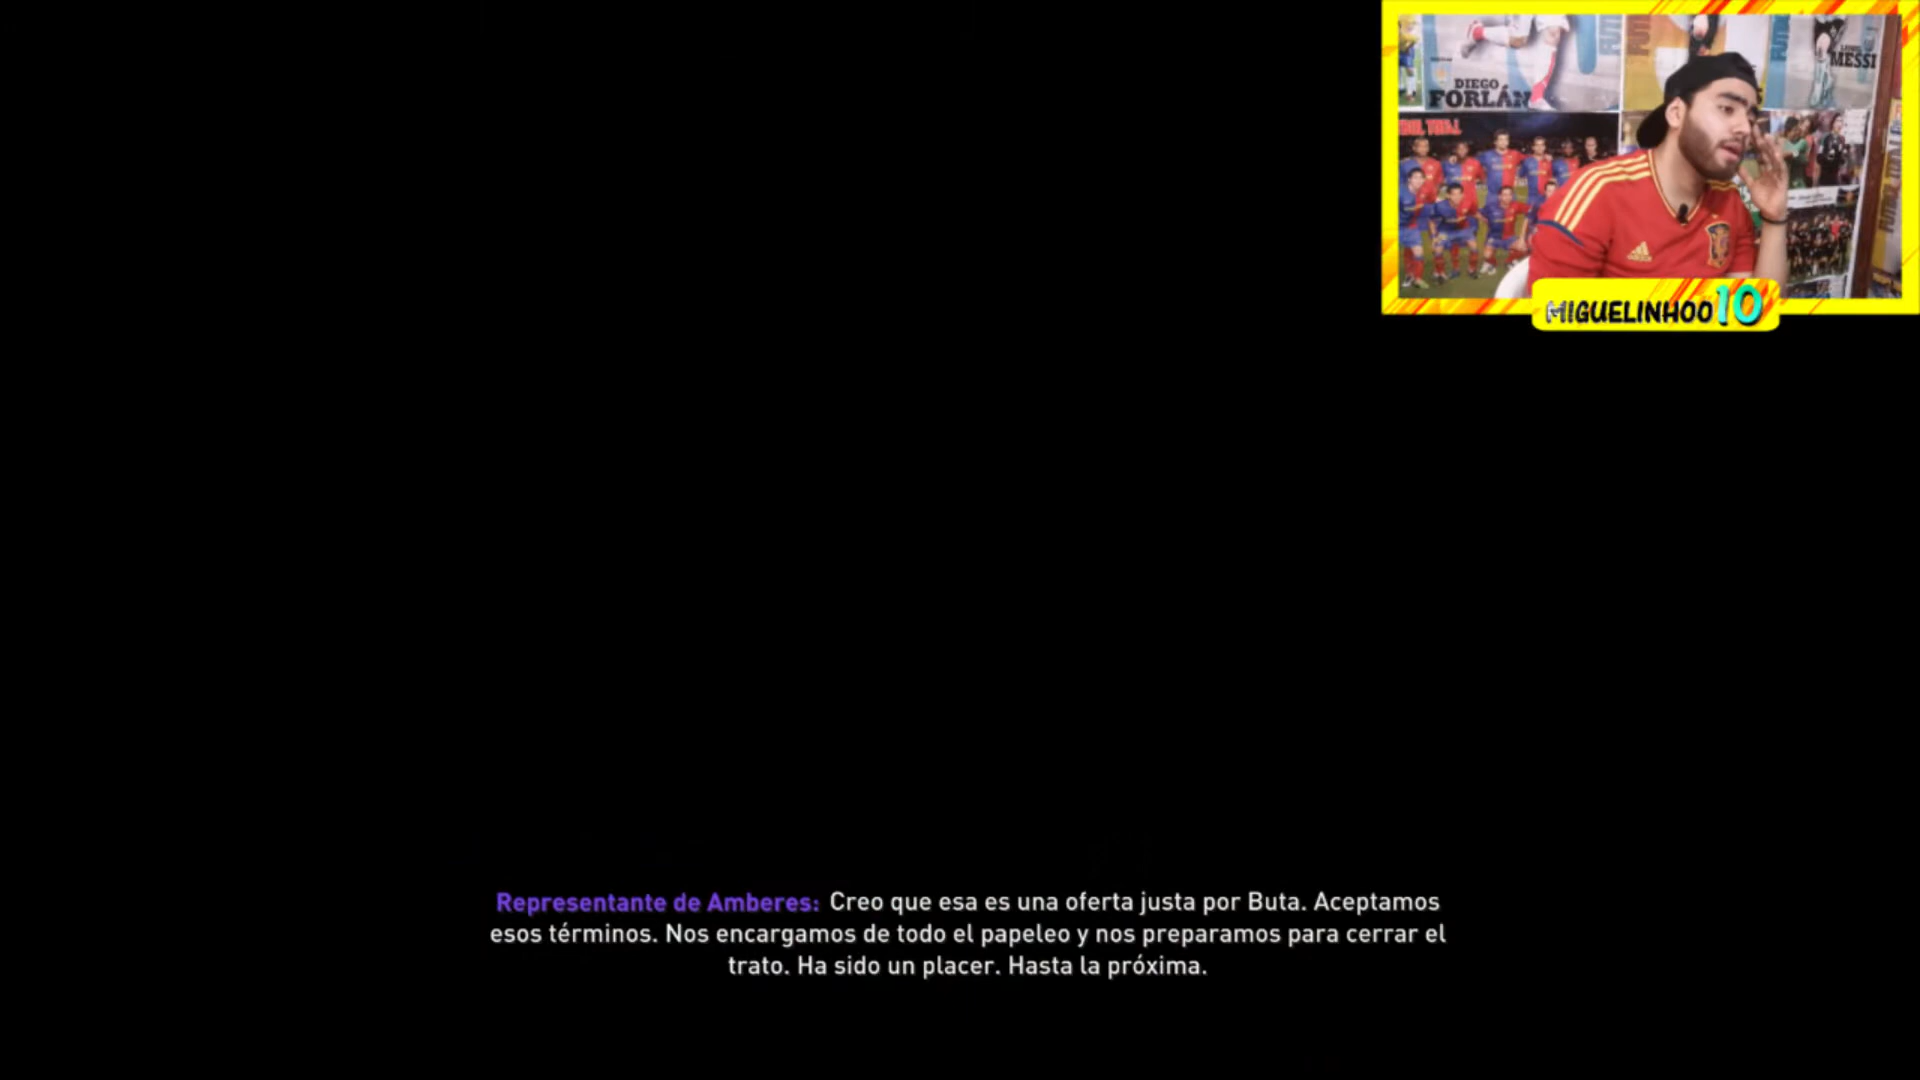 DIEGO
FORLÁN
MESSI
MIGUELINHOO10
adidas
Representante de Amberes: Creo que esa es una oferta justa por Buta. Aceptamos
esos términos. Nos encargamos de todo el papeleo y nos preparamos para cerrar el
trato. Ha sido un placer. Hasta la próxima.